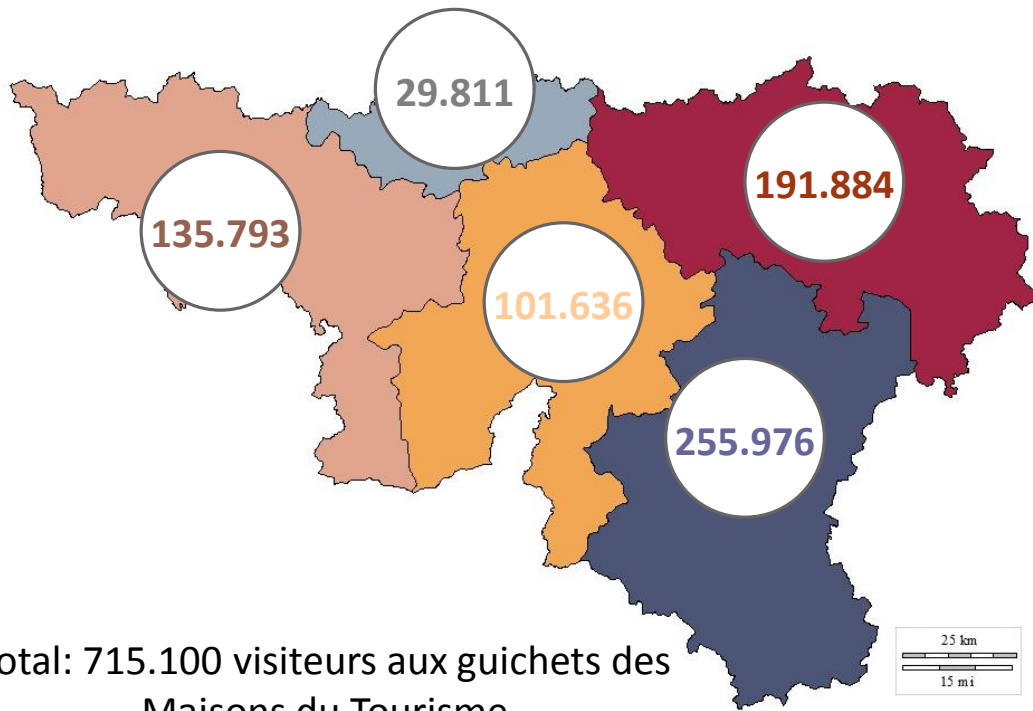 29.811
191.884
135.793
101.636
255.976
otal: 715.100 visiteurs aux guichets des
Maisons du Tourisme
25 km
15 mi